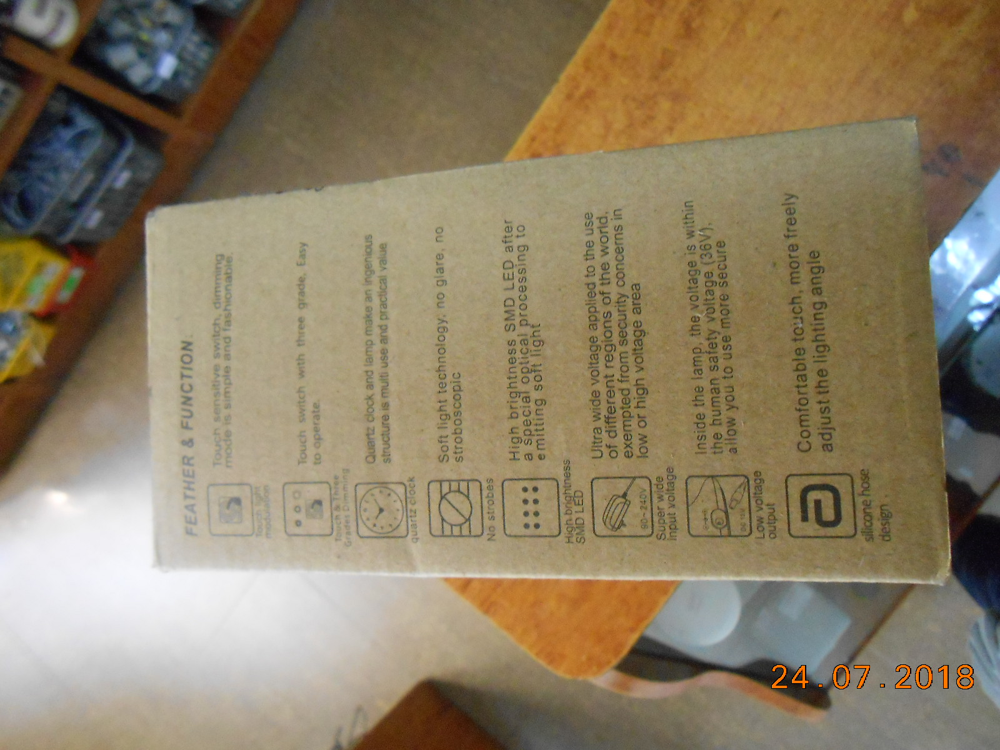 FEATHER & FUNCTION:
Touch sensitive switch, dimming
mode is simple and fashionable.
Touch light
modulation
Touch switch with three grade, Easy
to operate.
Touch & Three
Grades Dimming
Quartz clock and lamp make an ingenious
structure is multi use and practical value
quartz clock
Soft light technology, no glare, no
stroboscopic
No strobes
High brightness SMD LED after
a special optical processing to
emitting soft light
High brightness
SMD LED
Ultra wide voltage applied to the use
of different regions of the world,
exempted from security concerns in
low or high voltage area
90~240V
Super wide
input voltage
Inside the lamp, the voltage is within
the human safety voltage (36V),
allow you to use more secure
Low voltage
output
Comfortable touch, more freely
adjust the lighting angle
silicone hose
design
24.07.2018